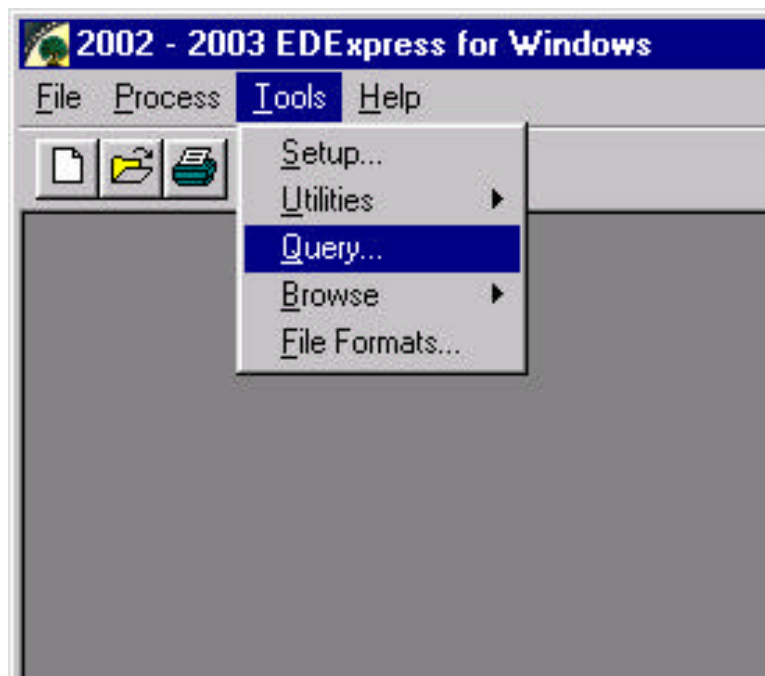 2002 - 2003 EDExpress for Windows
File Process Tools Help
Setup...
Utilities
Query...
Browse
File Formats...